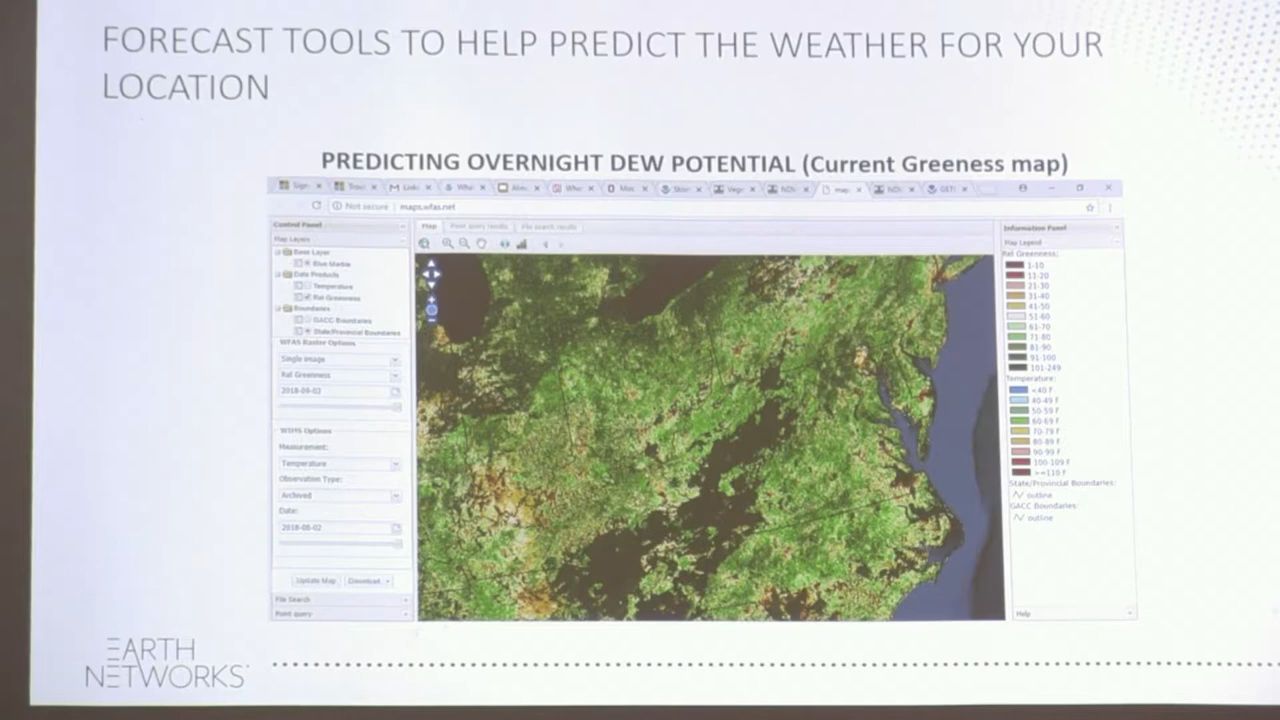 FORECAST TOOLS TO HELP PREDICT THE WEATHER FOR YOUR
LOCATION
PREDICTING OVERNIGHT DEW POTENTIAL (Current Greeness map)
Not secure | maps.wfas.net
Control Panel
Map Layers
Base Layer
Blue Marble
Data Products
Temperature
Rel Greenness
Boundaries
GACC Boundaries
State/Provincial Boundaries
WFAS Raster Options
Single image
Rel Greenness
2018-09-03
WIMS Options
Measurement:
Temperature
Observation Type:
Archived
Date:
2018-08-02
Update Map
Download
File Search
Point query
Map
Point query results
File search results
Information Panel
Map Legend
Rel Greenness:
1-10
11-20
21-30
31-40
41-50
51-60
61-70
71-80
81-90
91-100
101-249
Temperature:
<40 F
40-49 F
50-59 F
60-69 F
70-79 F
80-89 F
90-99 F
100-109 F
>=110 F
State/Provincial Boundaries:
outline
GACC Boundaries:
outline
Help
EARTH
NETWORKS